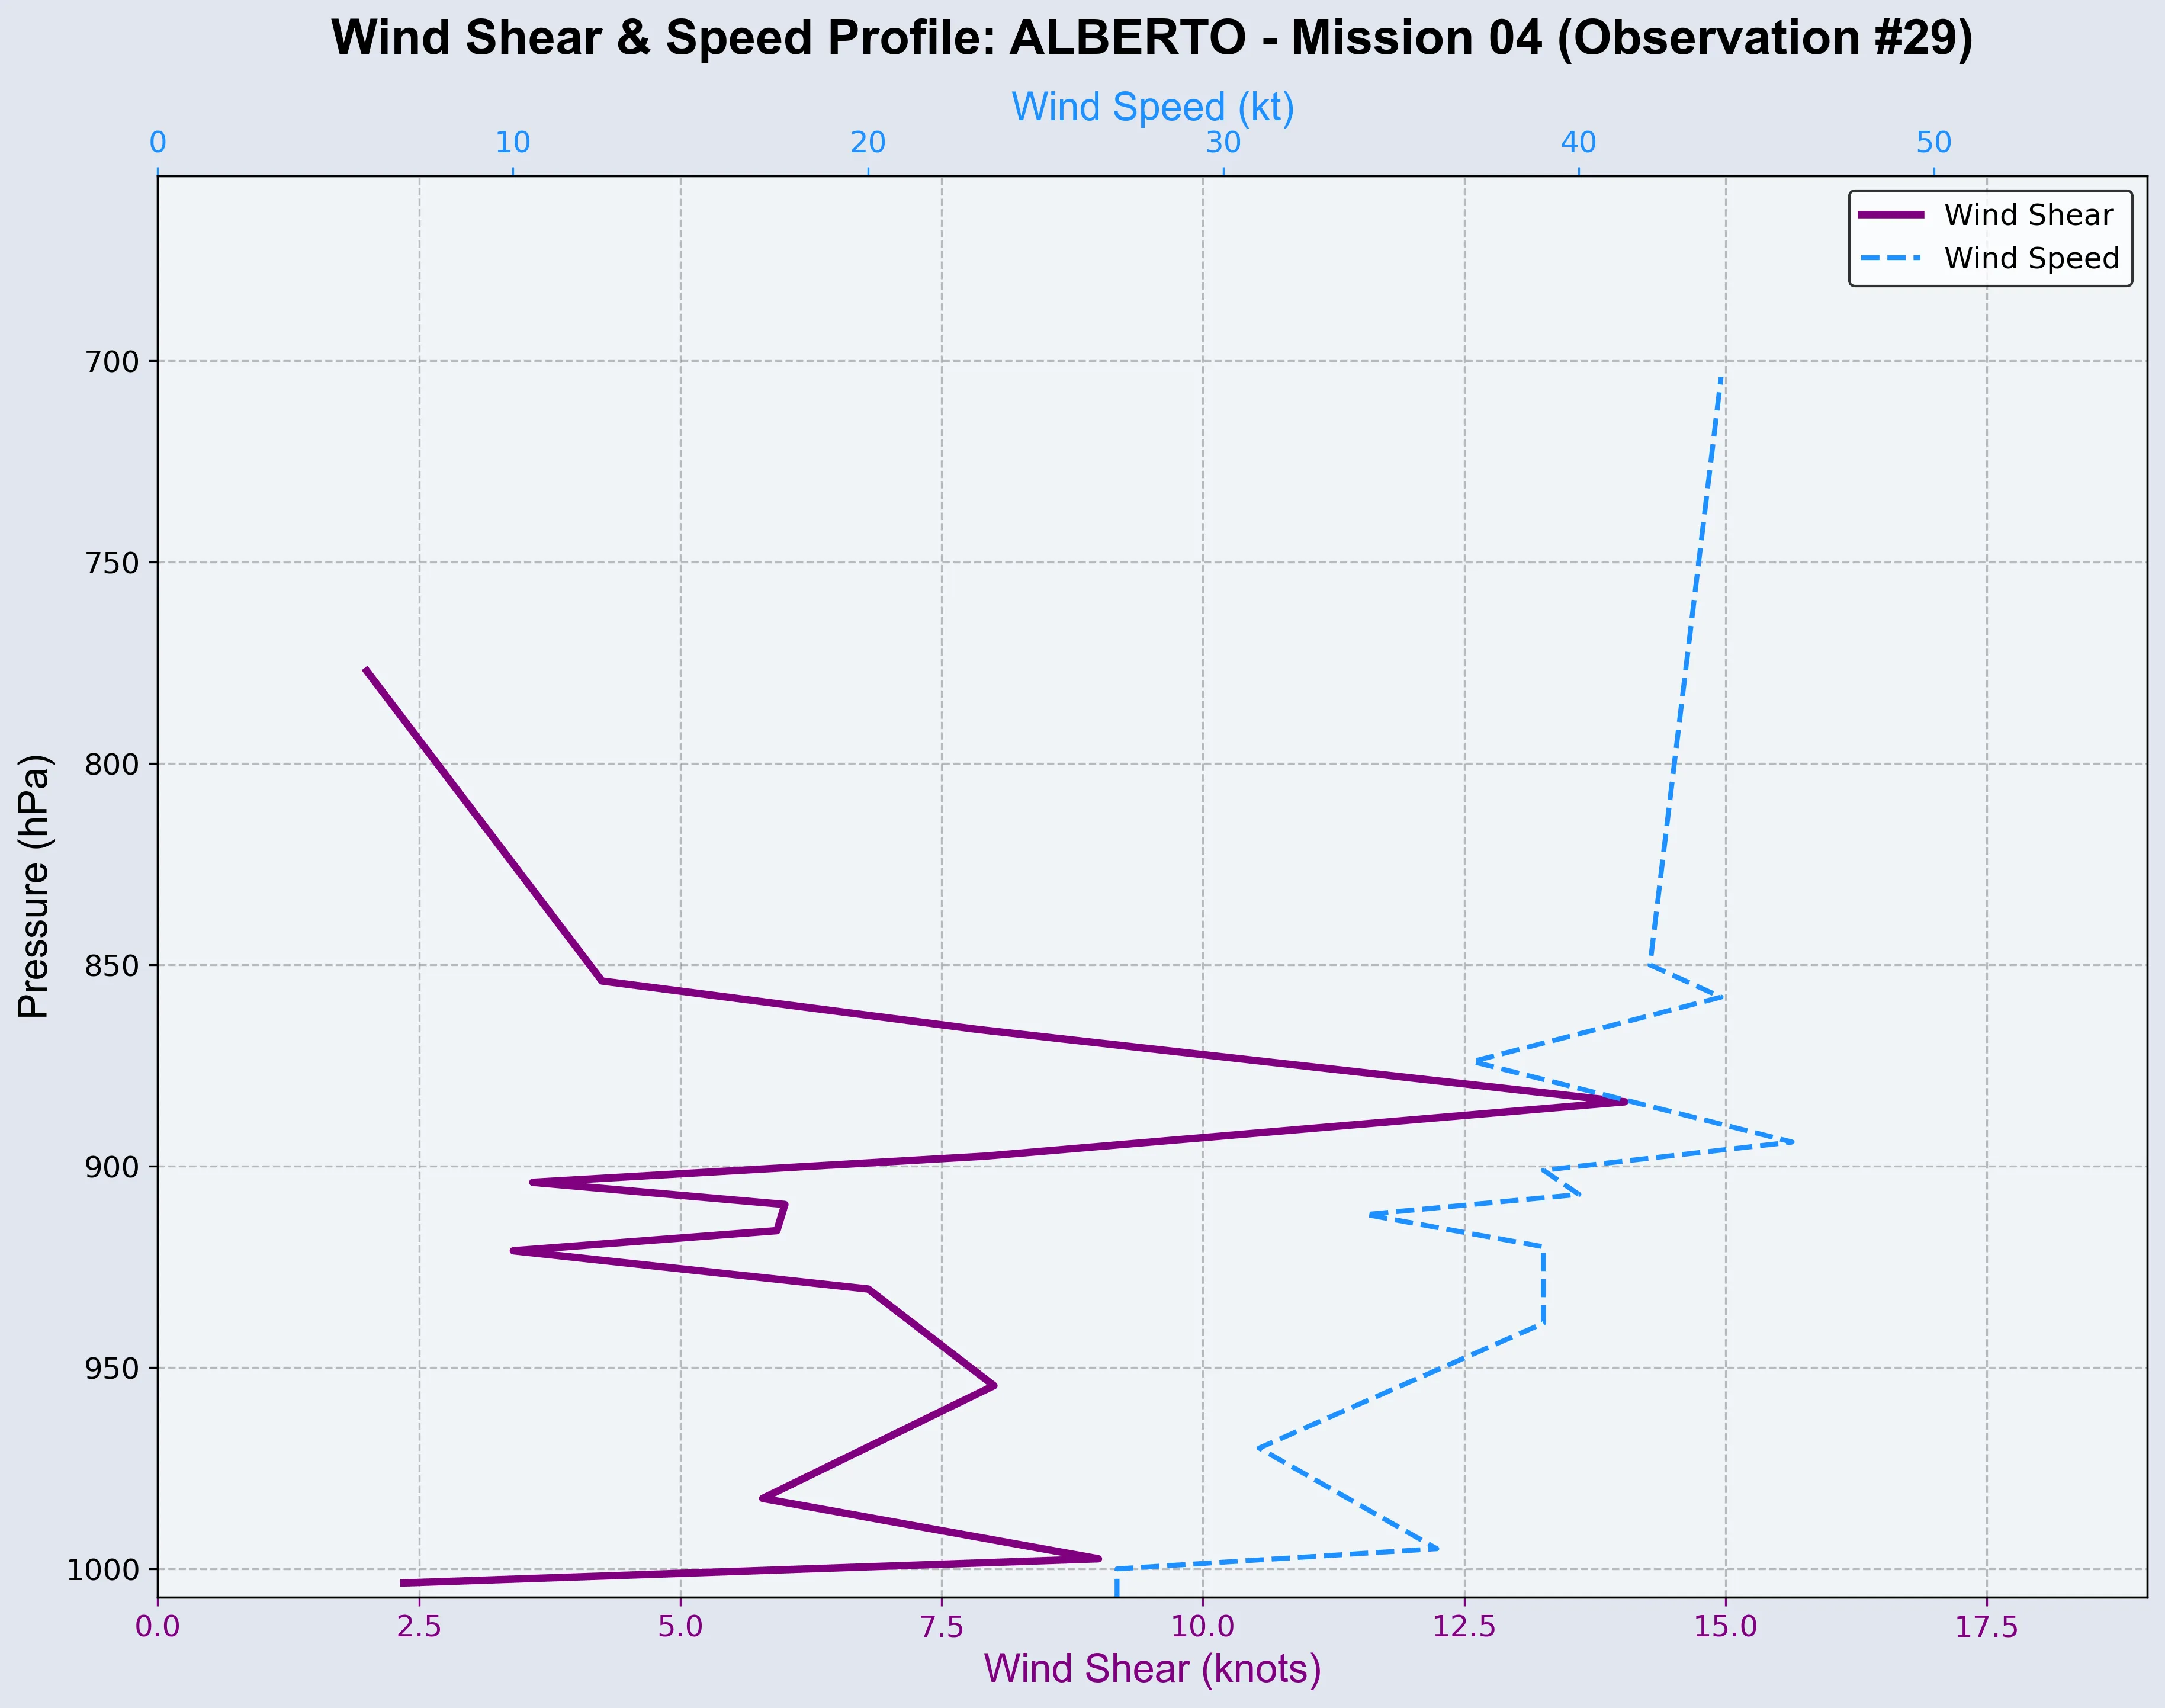 Wind Shear & Speed Profile: ALBERTO - Mission 04 (Observation #29)
Wind Speed (kt)
0 10 20 30 40 50
Wind Shear
Wind Speed
700
750
800
850
900
950
1000
Pressure (hPa)
0.0 2.5 5.0 7.5 10.0 12.5 15.0 17.5
Wind Shear (knots)